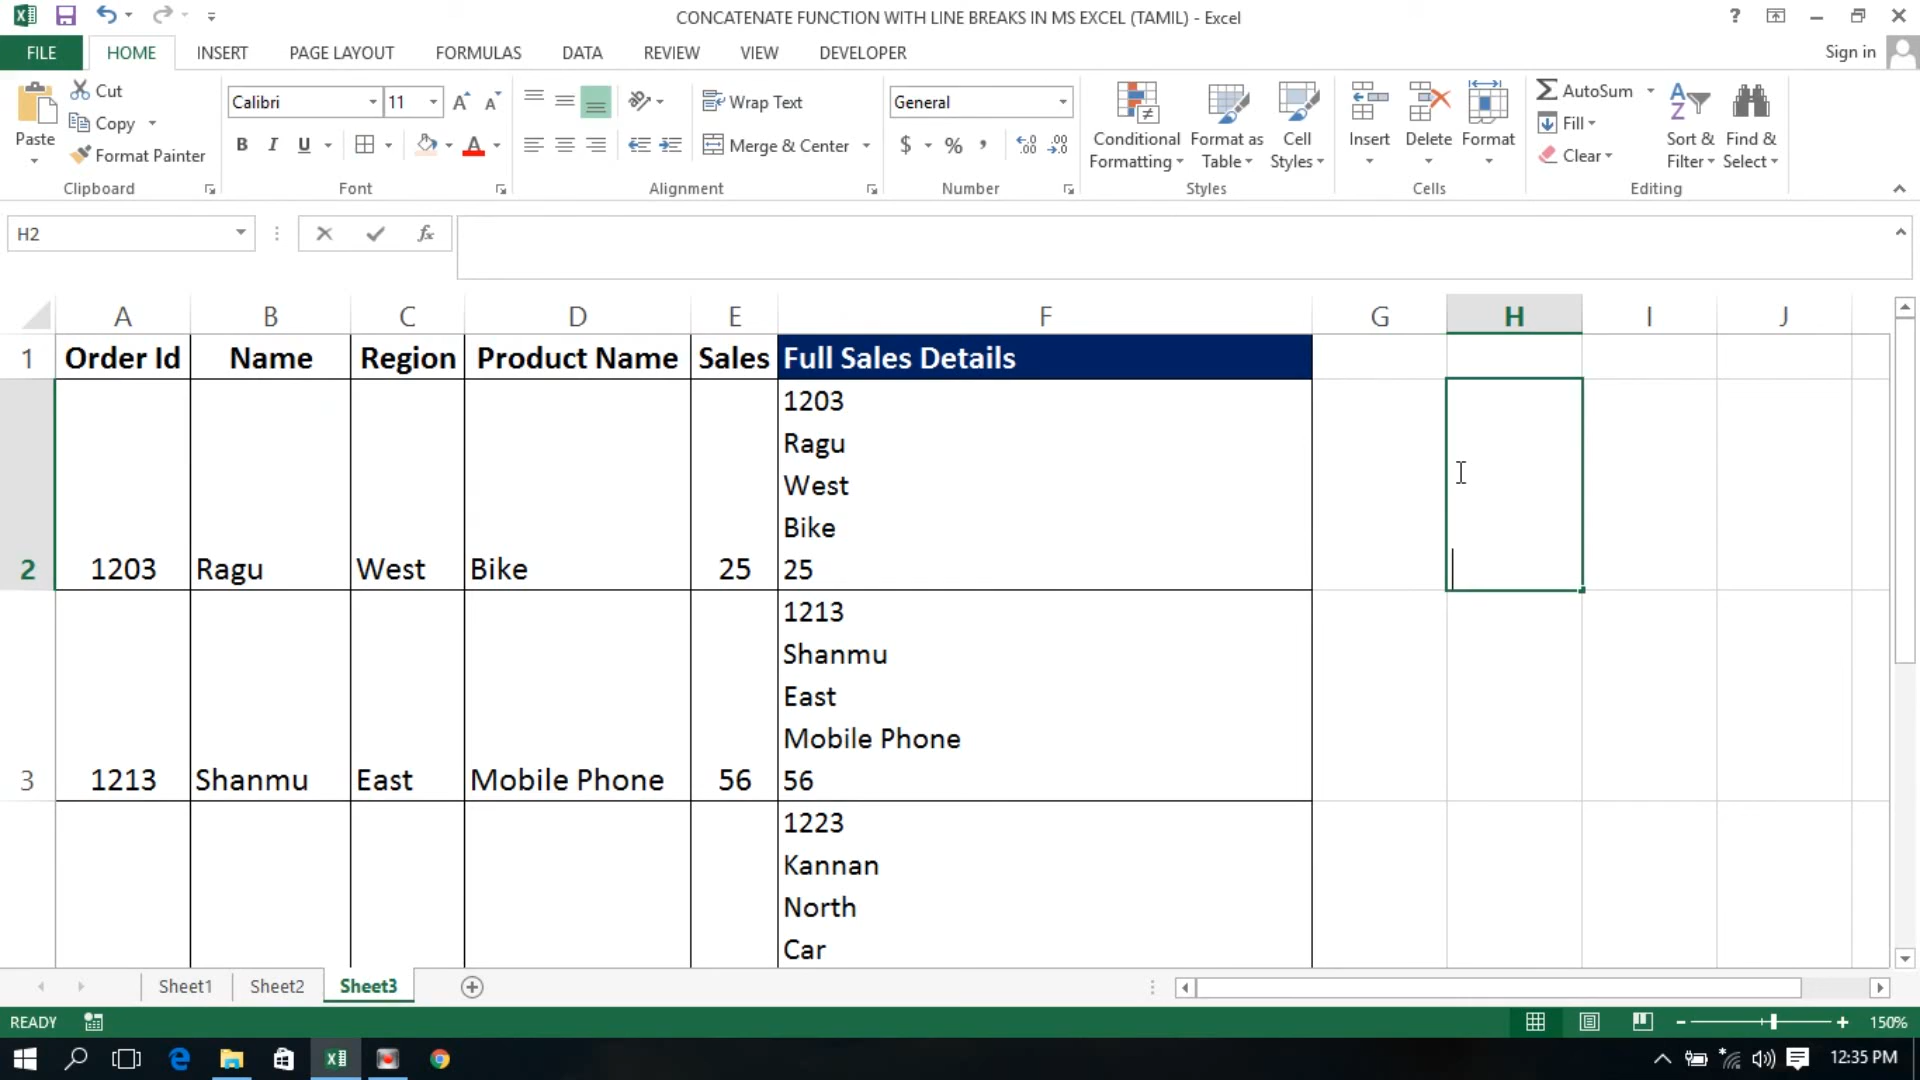 CONCATENATE FUNCTION WITH LINE BREAKS IN MS EXCEL (TAMIL) - Excel
FILE HOME INSERT PAGE LAYOUT FORMULAS DATA REVIEW VIEW DEVELOPER Sign in
Paste Cut Copy Format Painter
Clipboard
Calibri 11
B I U A
Font
Wrap Text
Merge & Center
Alignment
General
$ % ,
Number
Conditional Formatting Format as Table Cell Styles
Styles
Insert Delete Format
Cells
AutoSum
Fill
Clear
Sort & Filter Find & Select
Editing
H2
fx
A B C D E F G H I J
1 Order Id Name Region Product Name Sales Full Sales Details
1203
Ragu
West
Bike
2 1203 Ragu West Bike 25 25
1213
Shanmu
East
Mobile Phone
3 1213 Shanmu East Mobile Phone 56 56
1223
Kannan
North
Car
Sheet1 Sheet2 Sheet3
READY 150%
12:35 PM